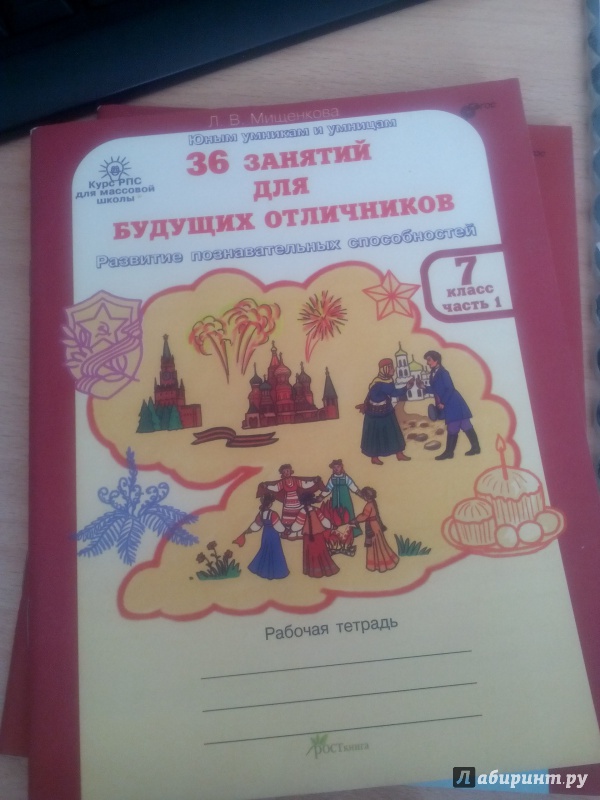 Л. В. Мищенкова
Юным умникам и умницам
Курс РПС
для массовой
школы
36 ЗАНЯТИЙ
ДЛЯ
БУДУЩИХ ОТЛИЧНИКОВ
Развитие познавательных способностей
7
класс
часть 1
Рабочая тетрадь
РОСТкнига
Лабиринт.ру